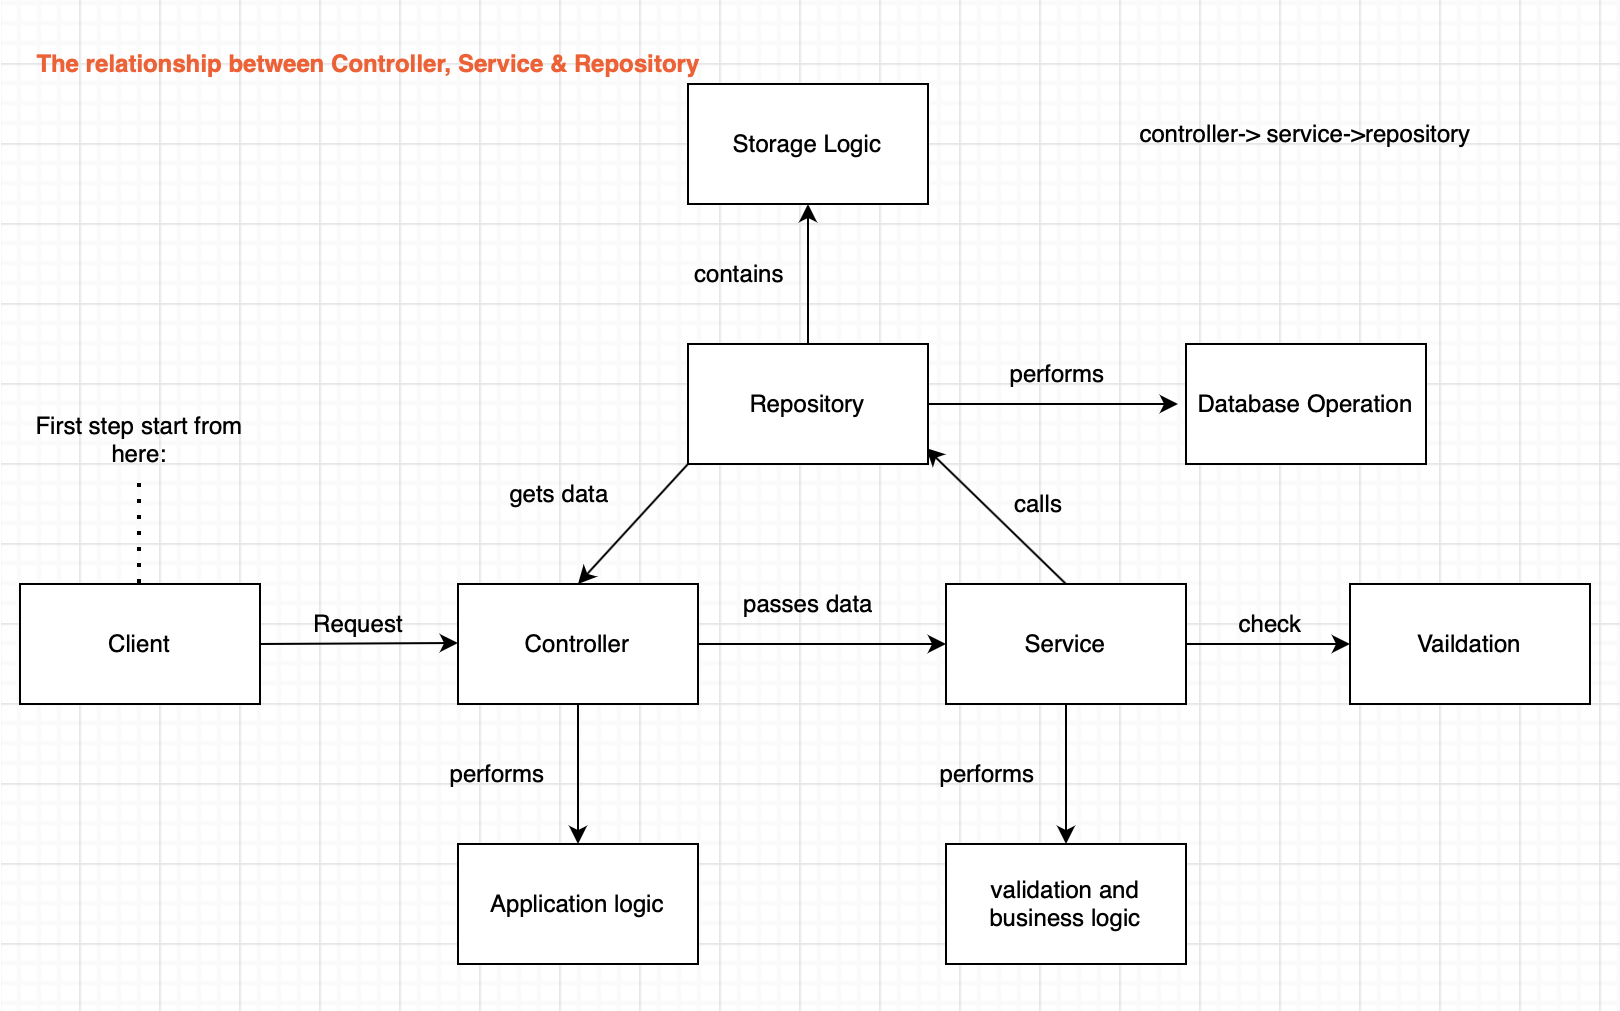 The relationship between Controller, Service & Repository
Storage Logic
controller-> service->repository
contains
performs
Repository
Database Operation
First step start from
here:
gets data
calls
passes data
Request
check
Client
Controller
Service
Vaildation
performs
performs
Application logic
validation and
business logic